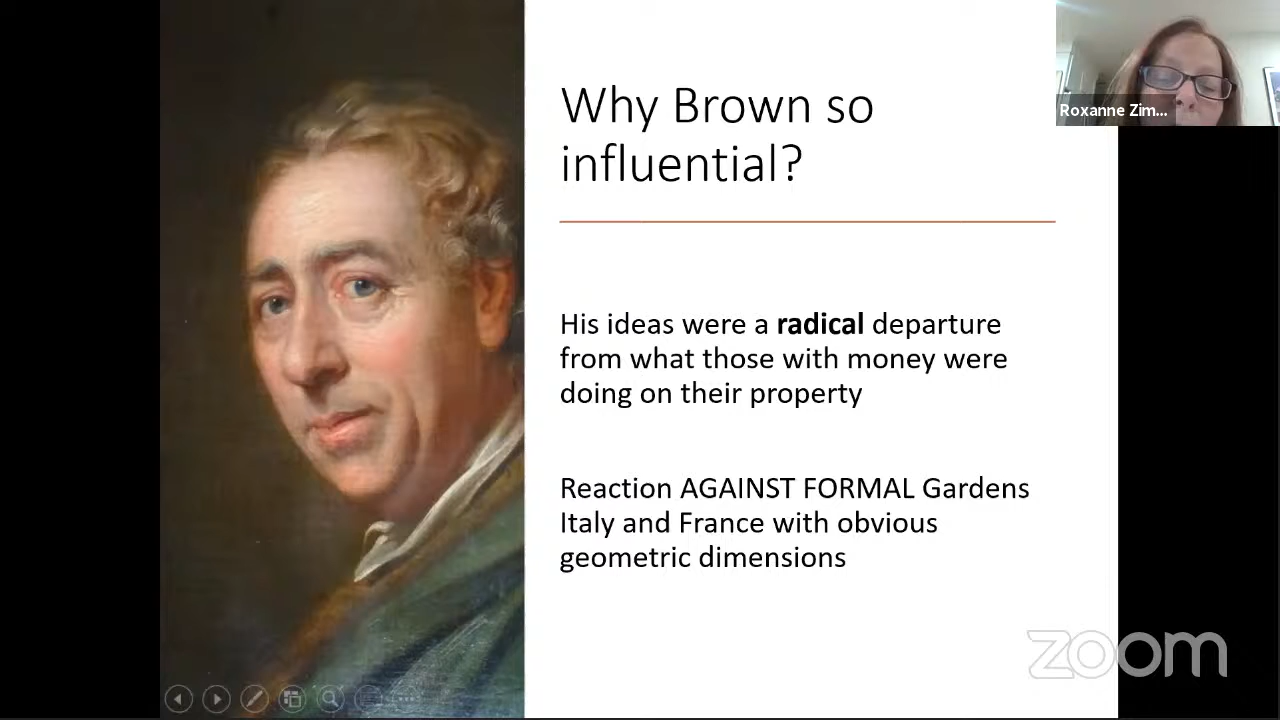 Why Brown so
influential?
Roxanne Zim...
His ideas were a radical departure
from what those with money were
doing on their property
Reaction AGAINST FORMAL Gardens
Italy and France with obvious
geometric dimensions
zoom